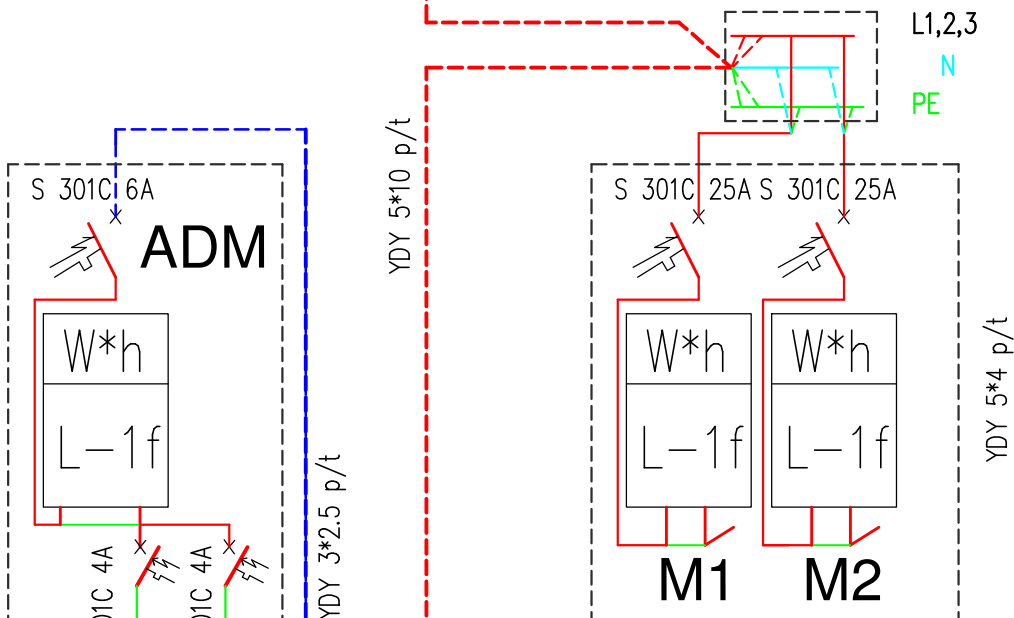 L1,2,3
N
PE
YDY 5*10 p/t
S 301C 6A
S 301C 25A
S 301C 25A
ADM
W*h
L-1f
W*h
L-1f
W*h
L-1f
YDY 5*4 p/t
YDY 3*2.5 p/t
01C 4A
01C 4A
M1
M2